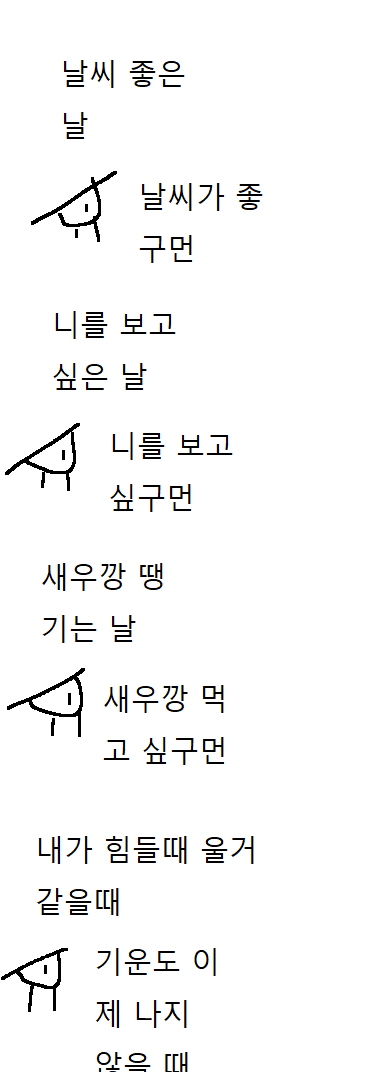 날씨 좋은
날
날씨가 좋
구먼
니를 보고
싶은 날
니를 보고
싶구먼
새우깡 땡
기는 날
새우깡 먹
고 싶구먼
내가 힘들때 울거
같을때
기운도 이
제 나지
않을 때